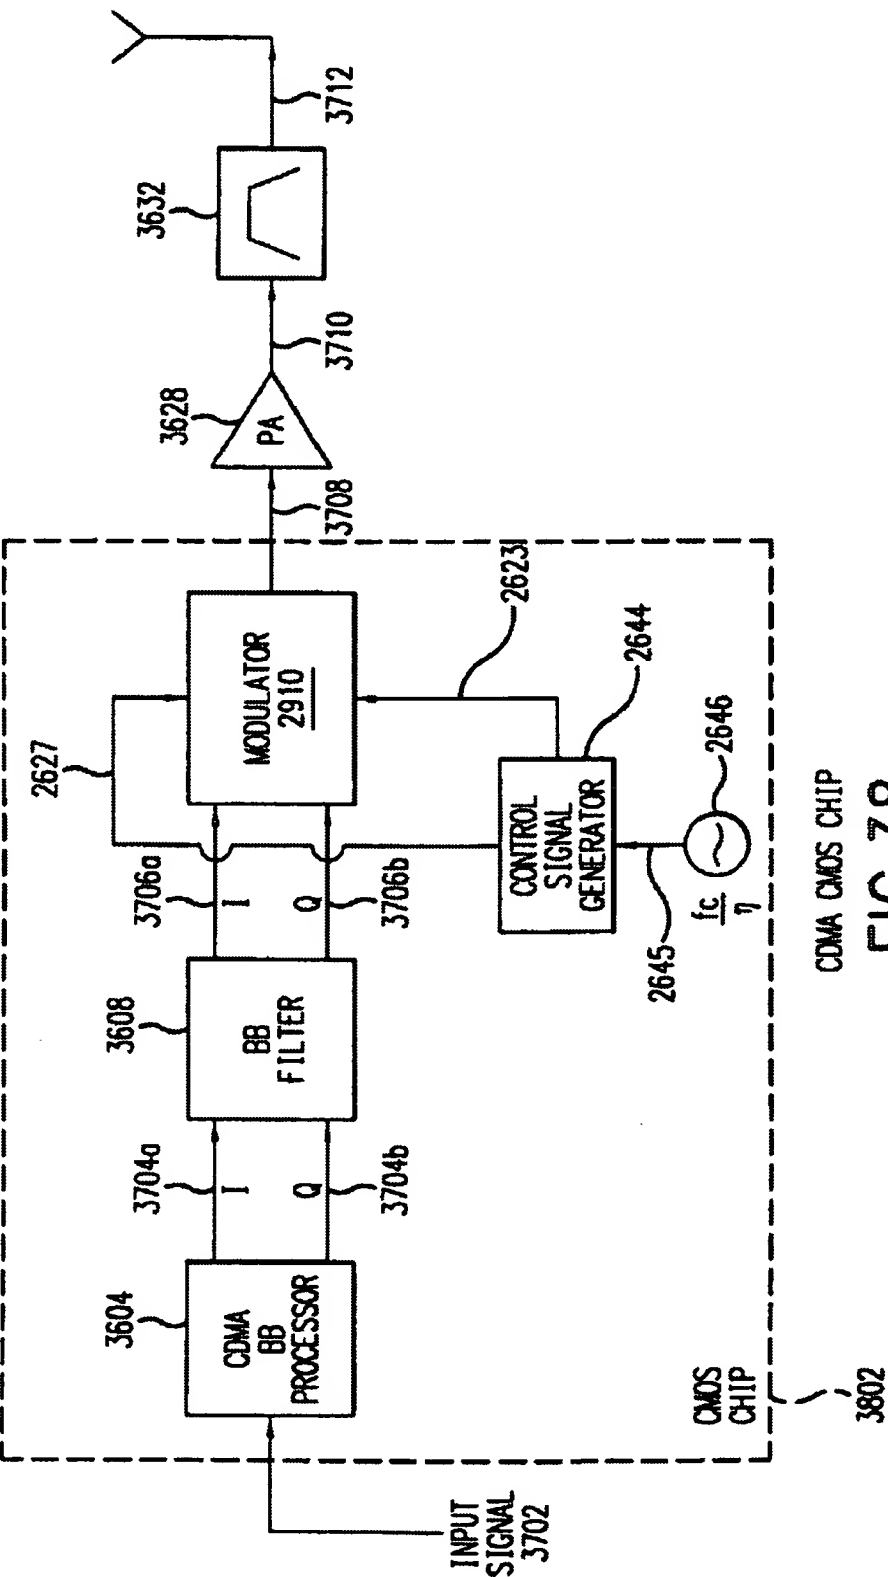 INPUT
SIGNAL
3702
3604
CDMA
BB
PROCESSOR
3704a
I
Q
3704b
3608
BB
FILTER
3706a
I
Q
3706b
2627
MODULATOR
2910
3708
3628
PA
3710
3632
3712
2623
CONTROL
SIGNAL
GENERATOR
2644
2645
2646
fc
η
CMOS
CHIP
3802
CDMA CMOS CHIP